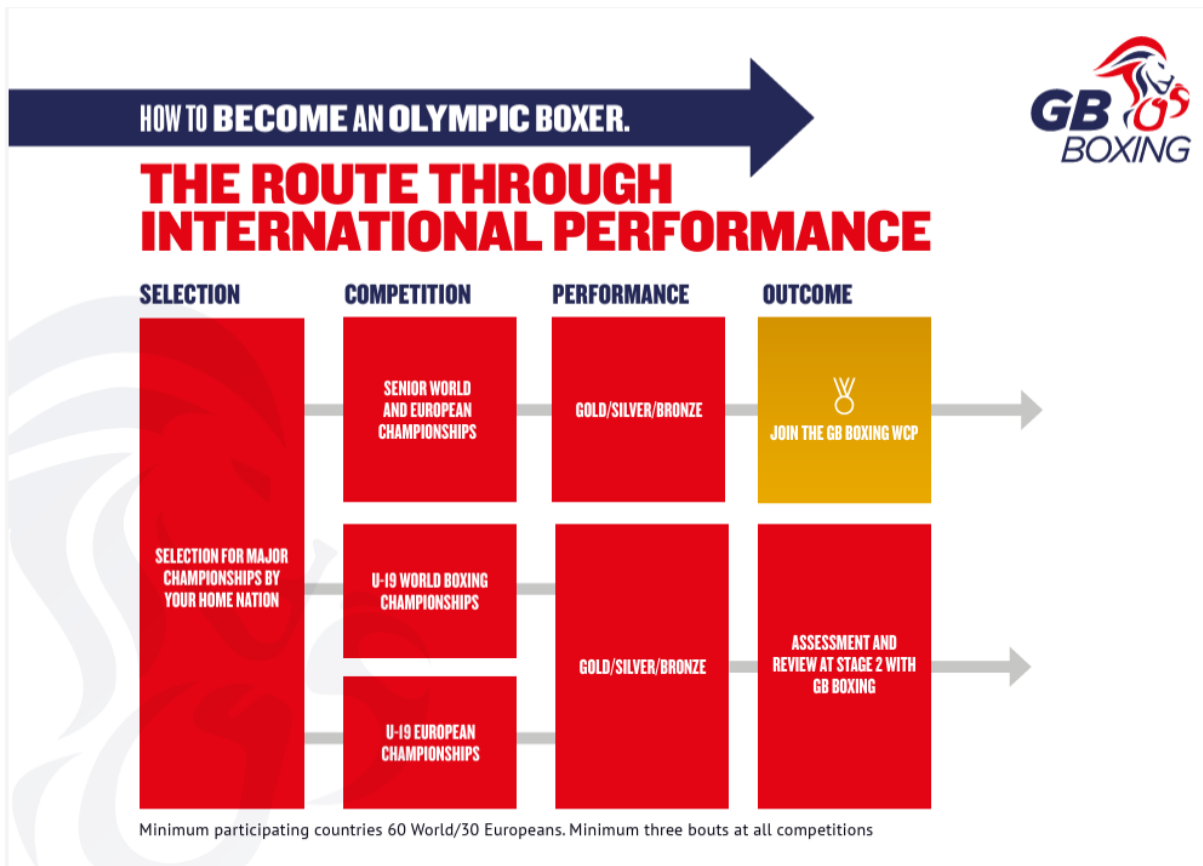 HOW TO BECOME AN OLYMPIC BOXER.
GB
BOXING
THE ROUTE THROUGH
INTERNATIONAL PERFORMANCE
SELECTION
COMPETITION
PERFORMANCE
OUTCOME
SELECTION FOR MAJOR
CHAMPIONSHIPS BY
YOUR HOME NATION
SENIOR WORLD
AND EUROPEAN
CHAMPIONSHIPS
GOLD/SILVER/BRONZE
JOIN THE GB BOXING WCP
U-19 WORLD BOXING
CHAMPIONSHIPS
U-19 EUROPEAN
CHAMPIONSHIPS
GOLD/SILVER/BRONZE
ASSESSMENT AND
REVIEW AT STAGE 2 WITH
GB BOXING
Minimum participating countries 60 World/30 Europeans. Minimum three bouts at all competitions